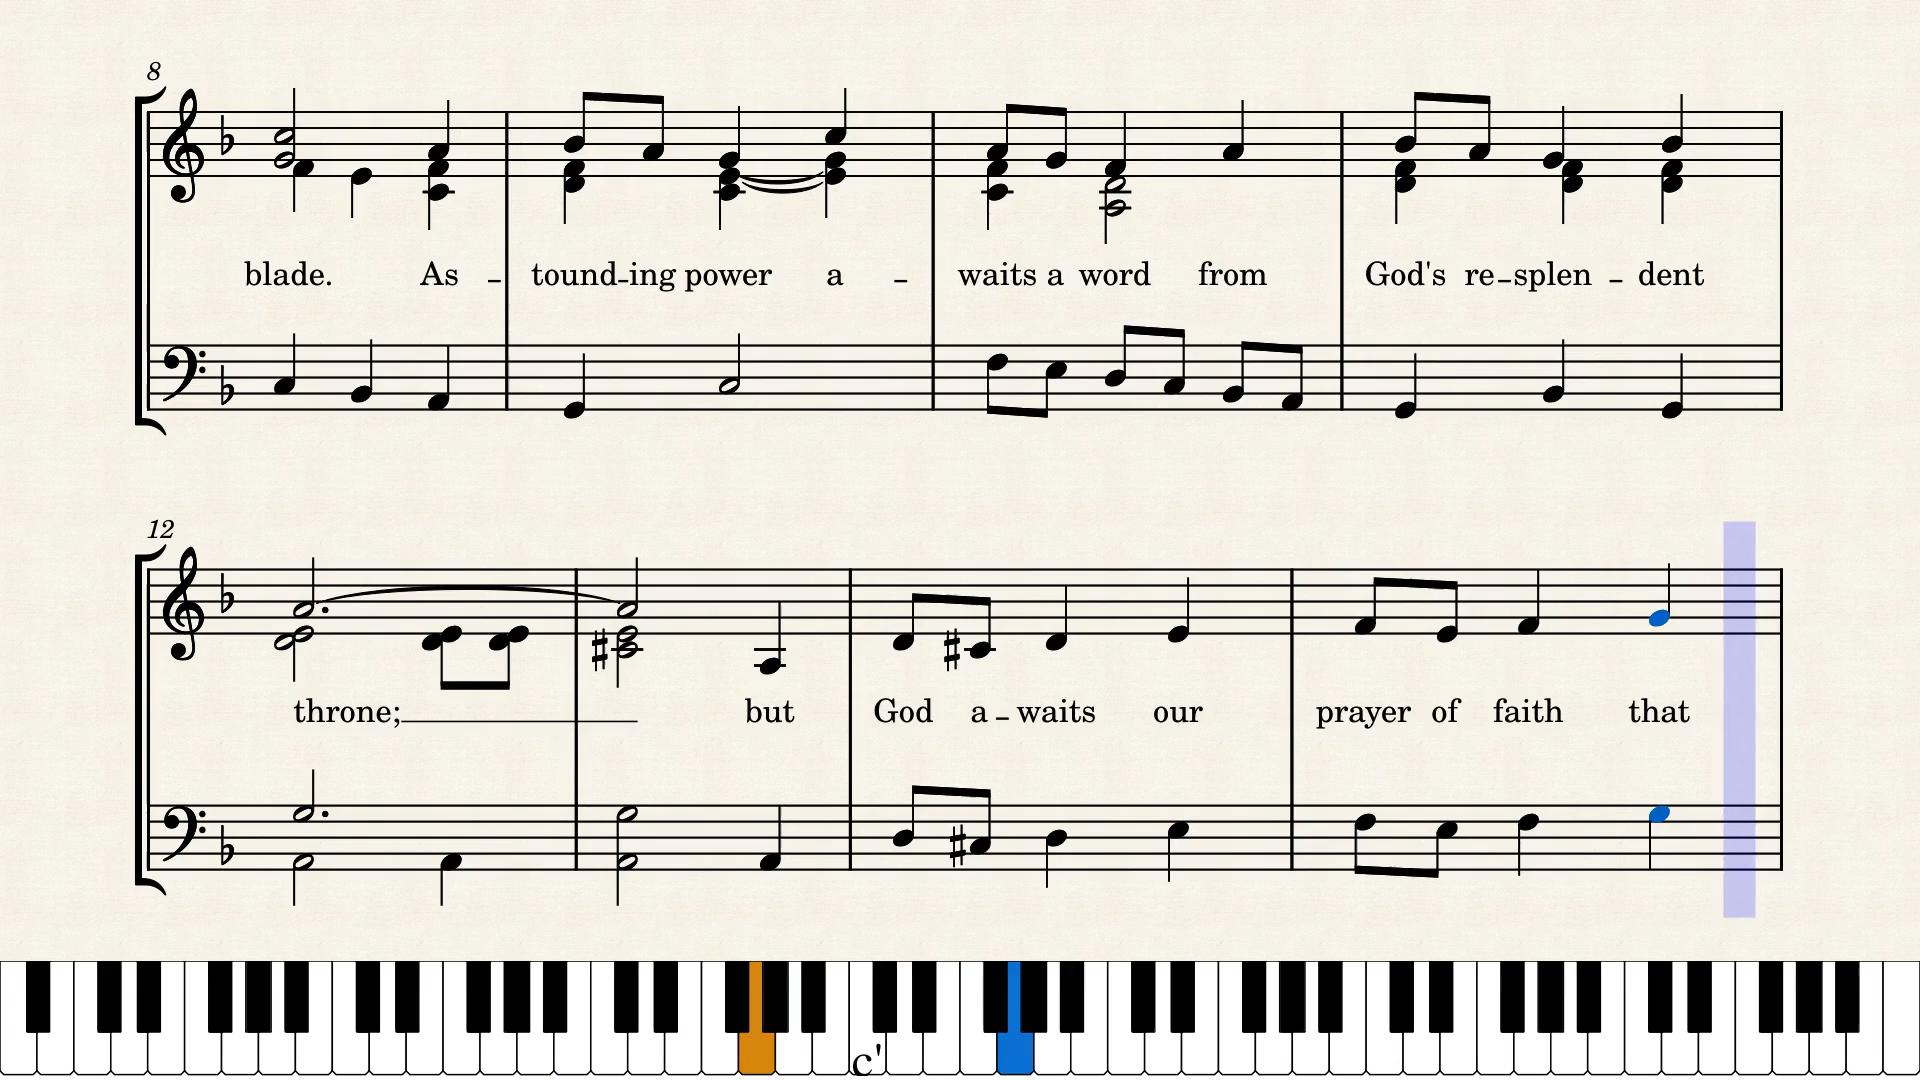 8
blade. As - tound-ing power a - waits a word from God's re-splen - dent
12
throne; but God a - waits our prayer of faith that
c'